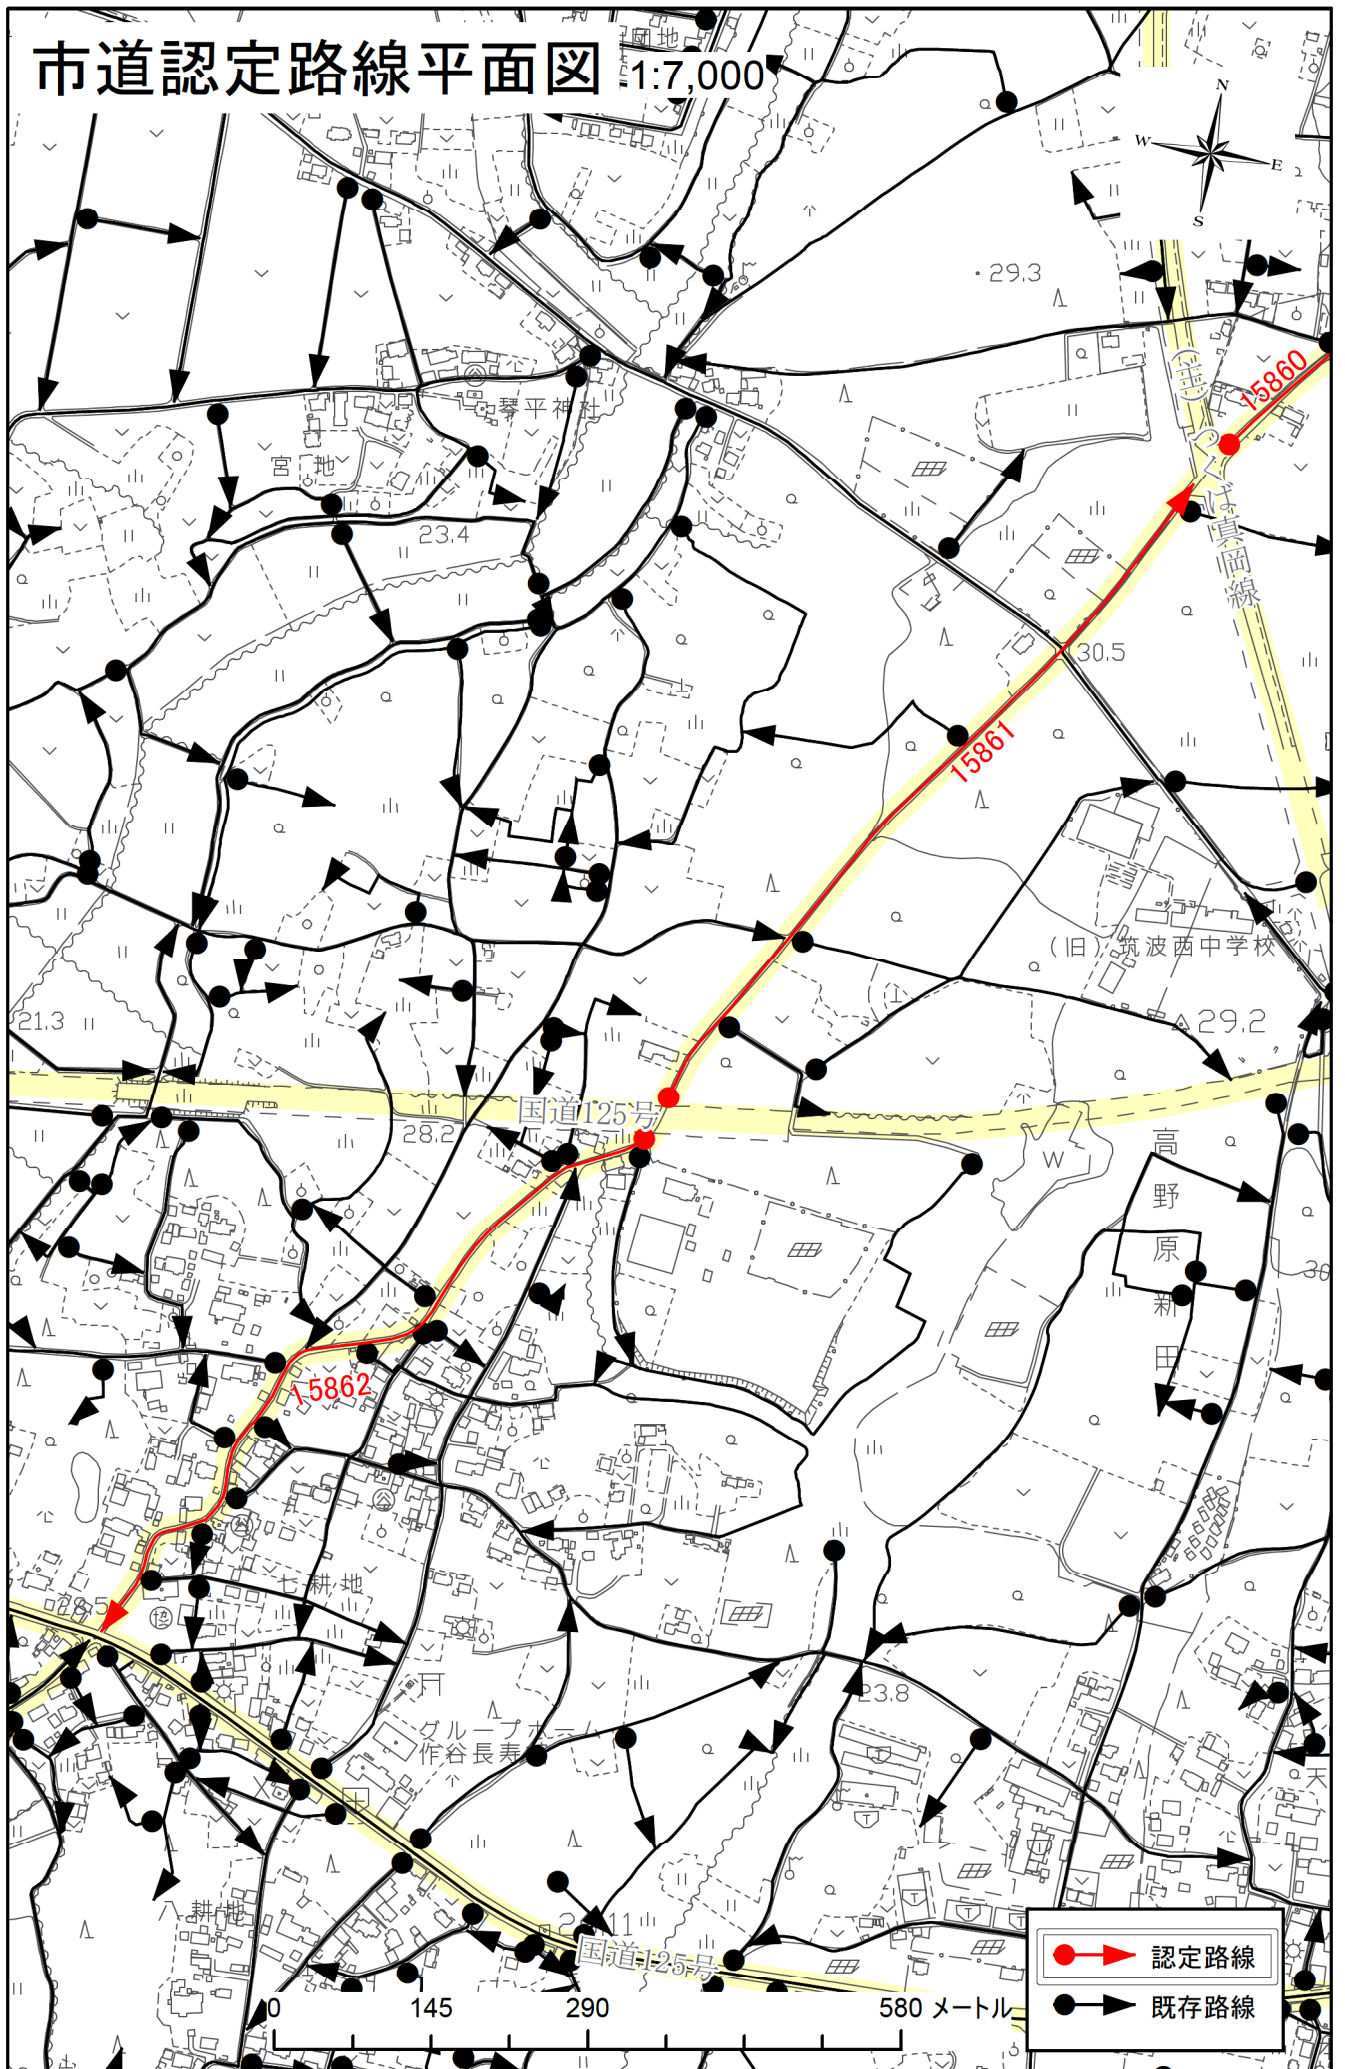 市道認定路線平面図 1:7,000
団地
N
W
E
S
29.3
15860
琴平神社
宮地
(主)つくば真岡線
23.4
30.5
15861
(旧)筑波西中学校
21.3
29.2
国道125号
28.2
高野原新田
30
15862
七耕地
28.5
23.8
グループホーム
作谷長寿
天
八耕地
国道125号
0 145 290 580 メートル
認定路線
既存路線